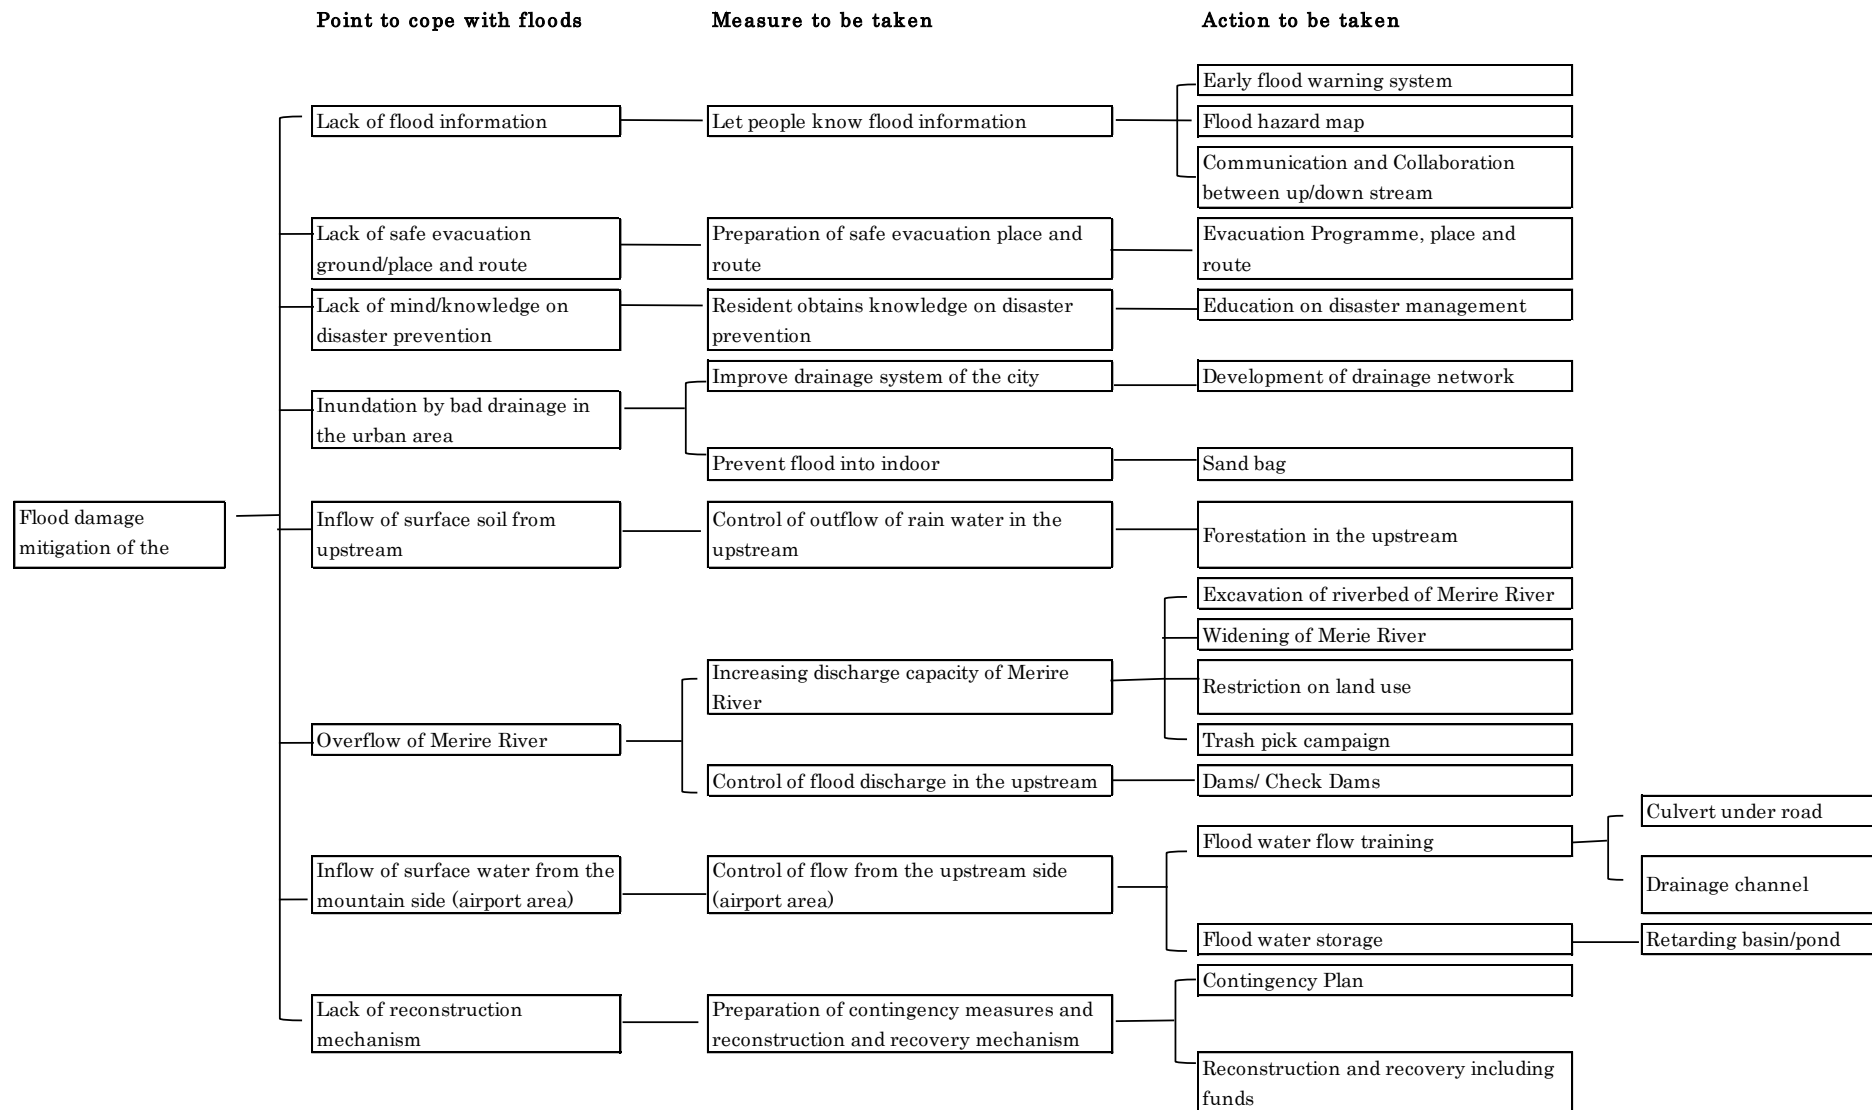 Point to cope with floods
Measure to be taken
Action to be taken
Flood damage
mitigation of the
Lack of flood information
Let people know flood information
Early flood warning system
Flood hazard map
Communication and Collaboration
between up/down stream
Lack of safe evacuation
ground/place and route
Preparation of safe evacuation place and
route
Evacuation Programme, place and
route
Lack of mind/knowledge on
disaster prevention
Resident obtains knowledge on disaster
prevention
Education on disaster management
Inundation by bad drainage in
the urban area
Improve drainage system of the city
Development of drainage network
Prevent flood into indoor
Sand bag
Inflow of surface soil from
upstream
Control of outflow of rain water in the
upstream
Forestation in the upstream
Overflow of Merire River
Increasing discharge capacity of Merire
River
Excavation of riverbed of Merire River
Widening of Merie River
Restriction on land use
Trash pick campaign
Control of flood discharge in the upstream
Dams/ Check Dams
Inflow of surface water from the
mountain side (airport area)
Control of flow from the upstream side
(airport area)
Flood water flow training
Culvert under road
Drainage channel
Flood water storage
Retarding basin/pond
Lack of reconstruction
mechanism
Preparation of contingency measures and
reconstruction and recovery mechanism
Contingency Plan
Reconstruction and recovery including
funds